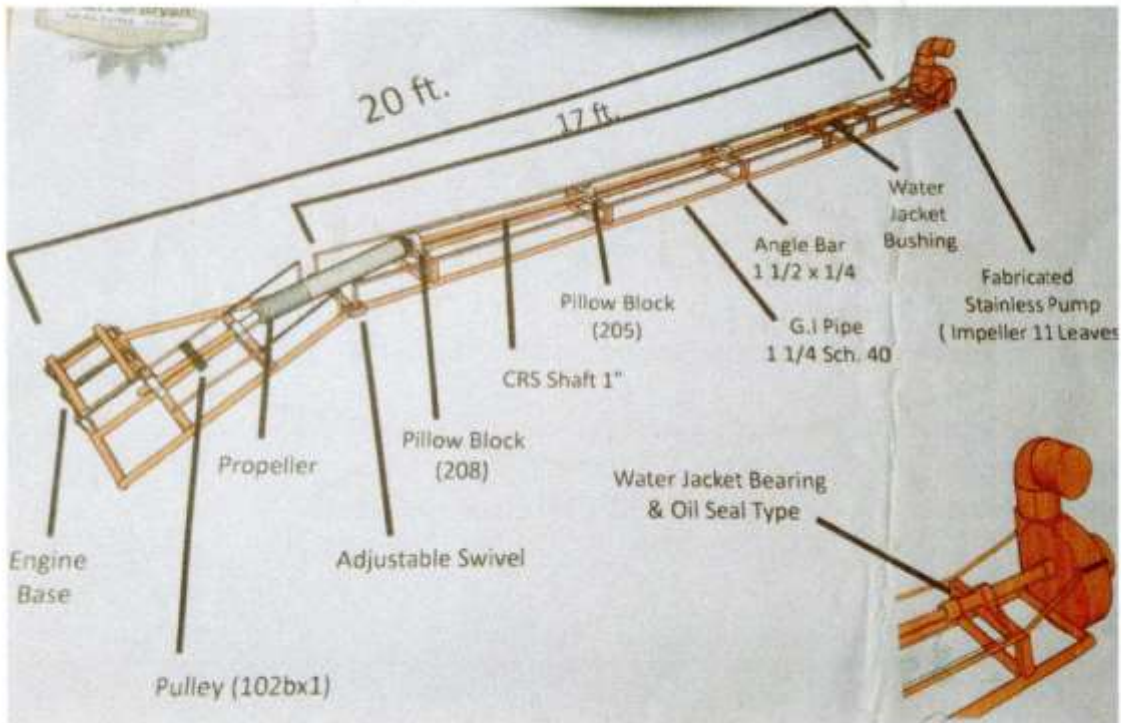 20 ft.
17 ft.
Water
Jacket
Bushing
Angle Bar
1 1/2 x 1/4
Fabricated
Stainless Pump
( Impeller 11 Leaves
Pillow Block
(205)
G.I Pipe
1 1/4 Sch. 40
CRS Shaft 1"
Pillow Block
(208)
Propeller
Water Jacket Bearing
& Oil Seal Type
Adjustable Swivel
Engine
Base
Pulley (102bx1)